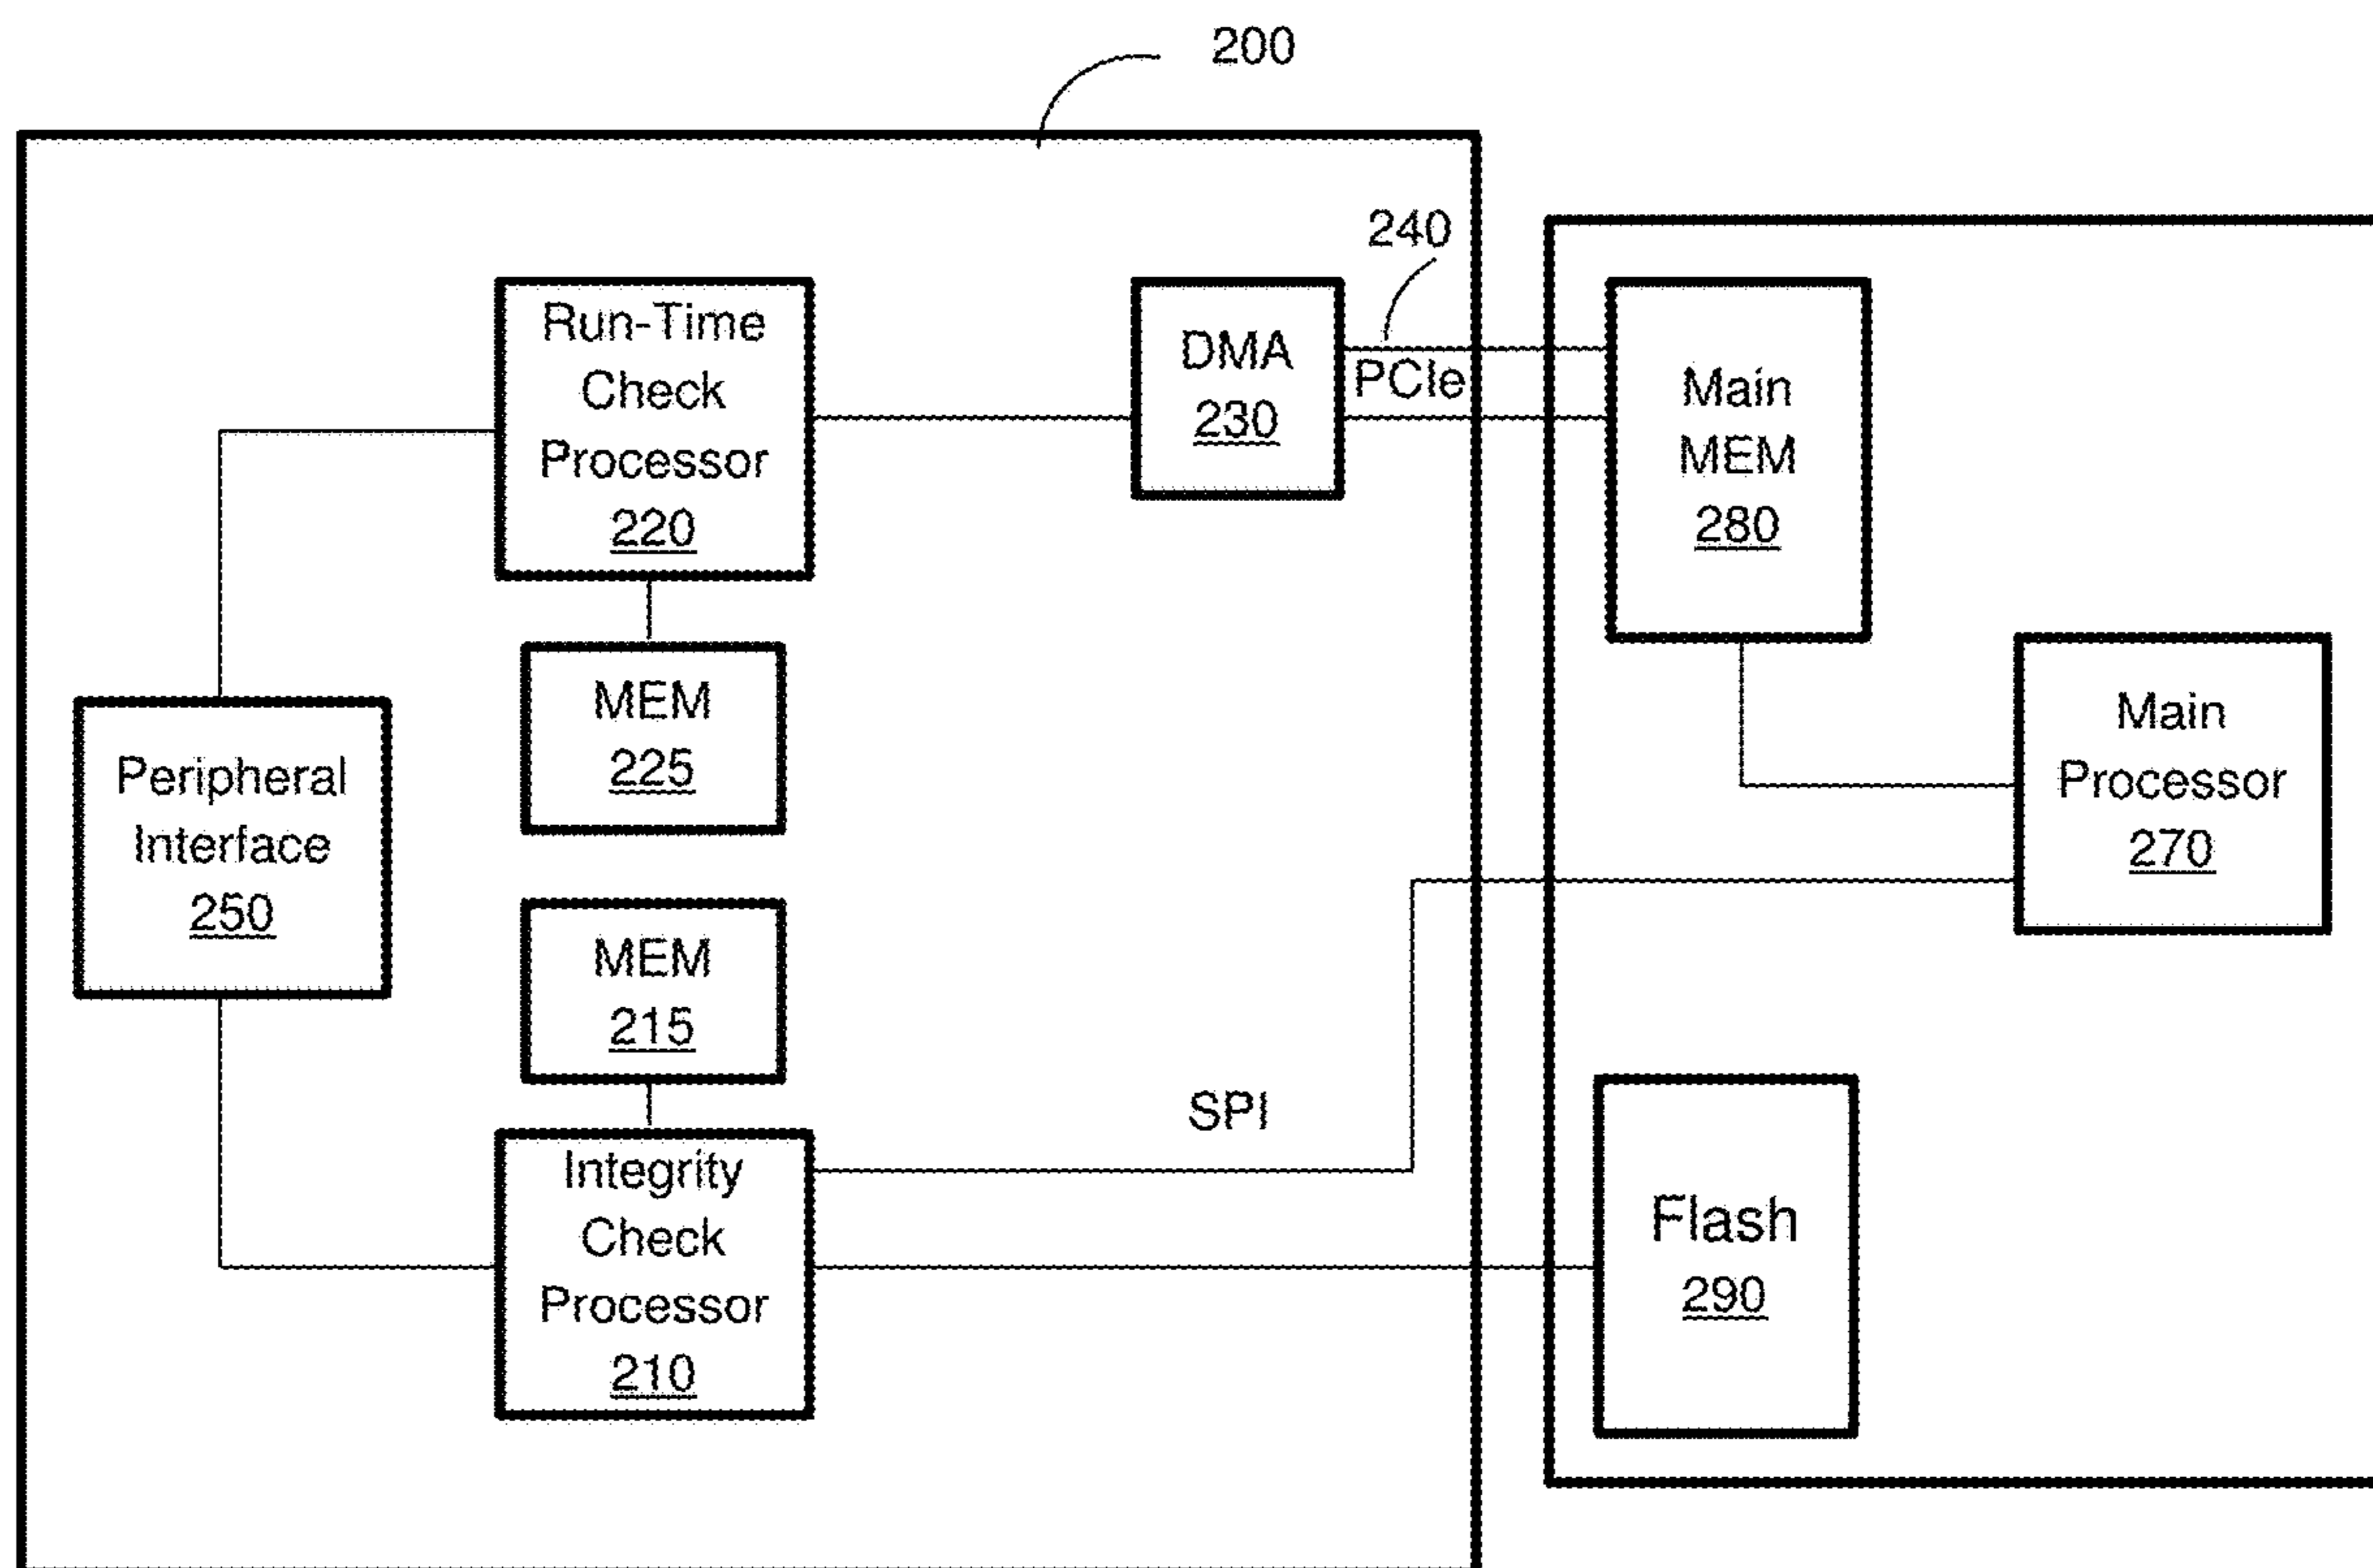 200
240
Run-Time
Check
Processor
220
DMA
230
PCIe
Main
MEM
280
MEM
225
Main
Processor
270
Peripheral
Interface
250
MEM
215
SPI
Integrity
Check
Processor
210
Flash
290